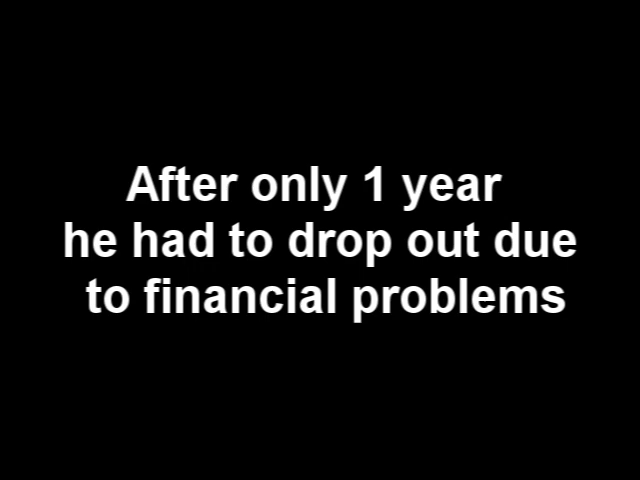 After only 1 year
he had to drop out due
to financial problems